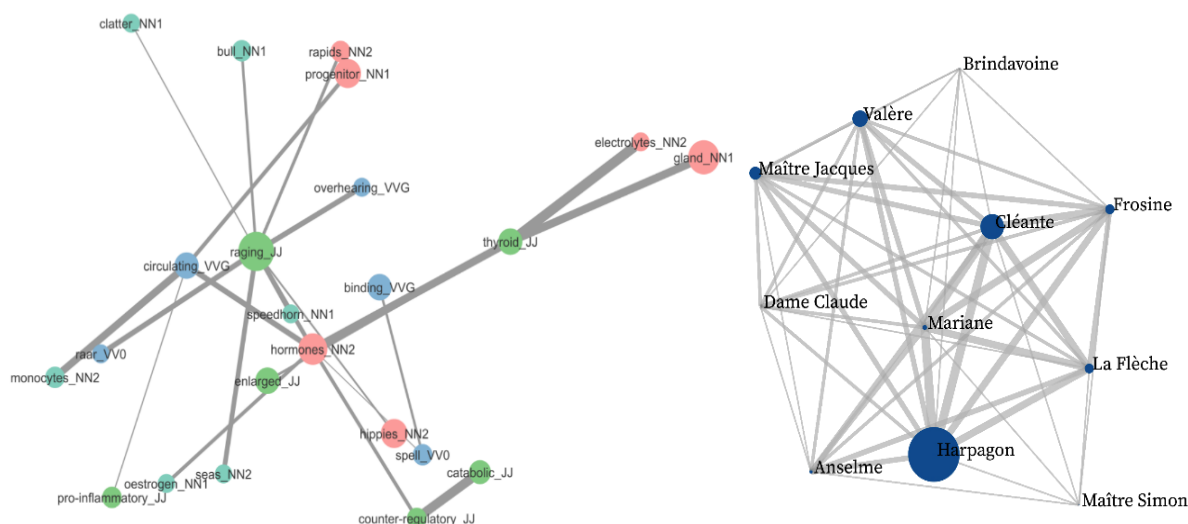 clatter_NN1
bull_NN1
rapids_NN2
progenitor_NN1
electrolytes_NN2
gland_NN1
overhearing_VVG
raging_JJ
thyroid_JJ
circulating_VVG
binding_VVG
speedhorn_NN1
hormones_NN2
raar_VV0
monocytes_NN2
enlarged_JJ
hippies_NN2
spell_VV0
catabolic_JJ
seas_NN2
oestrogen_NN1
pro-inflammatory_JJ
counter-regulatory_JJ
Brindavoine
Valère
Maître Jacques
Frosine
Cléante
Dame Claude
Mariane
La Flèche
Harpagon
Anselme
Maître Simon